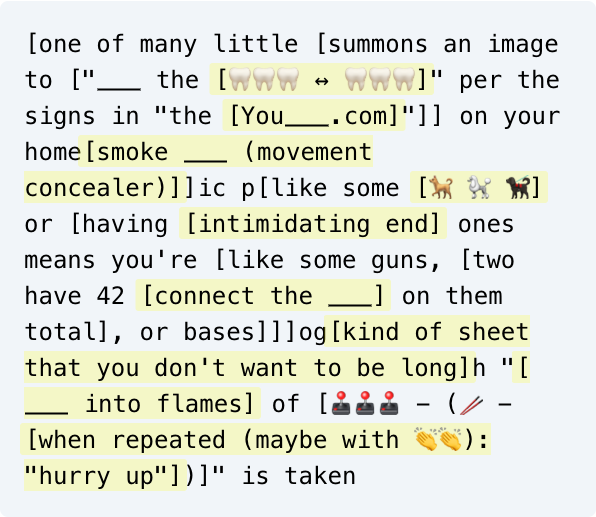 [one of many little [summons an image
to ["___ the [🦷🦷🦷 ↔ 🦷🦷🦷]" per the
signs in "the [You___.com]"]] on your
home[smoke ___ (movement
concealer)]]ic p[like some [🐕 🐩 🐕‍🦺]
or [having [intimidating end] ones
means you're [like some guns, [two
have 42 [connect the ___] on them
total], or bases]]]og[kind of sheet
that you don't want to be long]h "[
___ into flames] of [🕹️🕹️🕹️ – (🥢 –
[when repeated (maybe with 👏👏):
"hurry up"])]" is taken